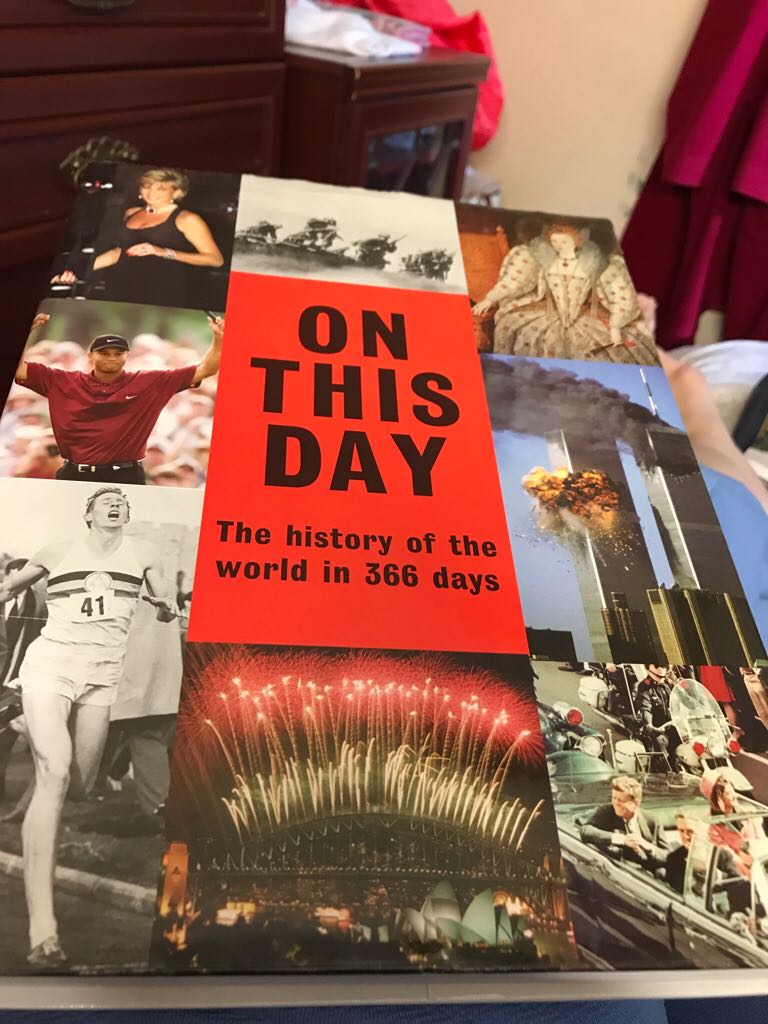 ON
THIS
DAY
The history of the
world in 366 days
41